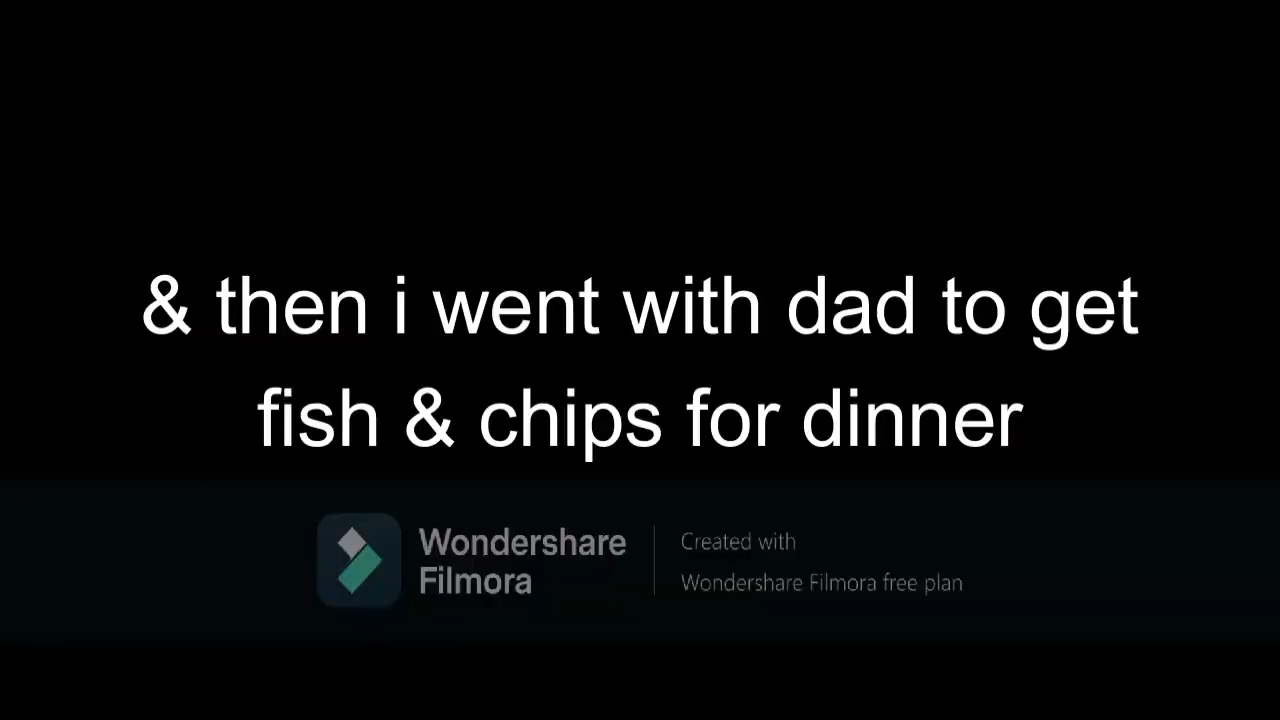 & then i went with dad to get
fish & chips for dinner
Wondershare
Filmora
Created with
Wondershare Filmora free plan